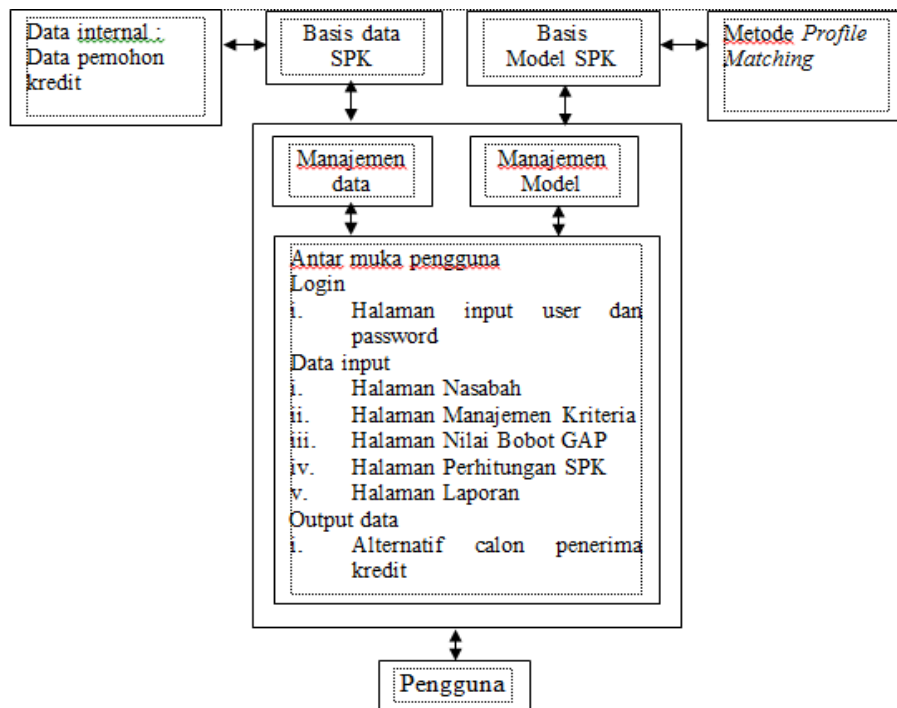 Data internal :
Data pemohon
kredit
Basis data
SPK
Basis
Model SPK
Metode Profile
Matching
Manajemen
data
Manajemen
Model
Antar muka pengguna
Login
i. Halaman input user dan
password
Data input
i. Halaman Nasabah
ii. Halaman Manajemen Kriteria
iii. Halaman Nilai Bobot GAP
iv. Halaman Perhitungan SPK
v. Halaman Laporan
Output data
i. Alternatif calon penerima
kredit
Pengguna